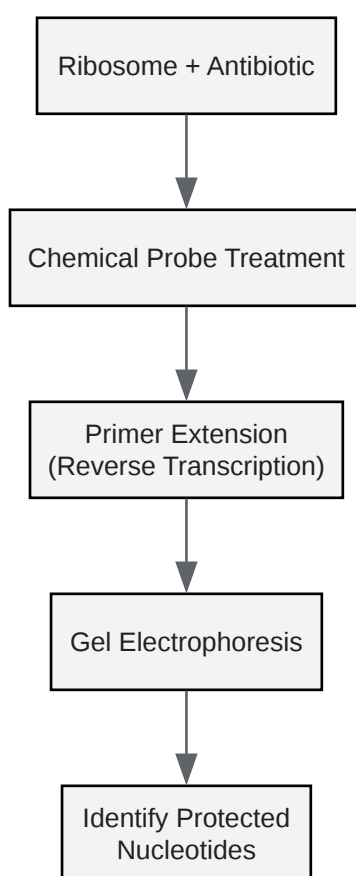 Ribosome + Antibiotic
Chemical Probe Treatment
Primer Extension
(Reverse Transcription)
Gel Electrophoresis
Identify Protected
Nucleotides